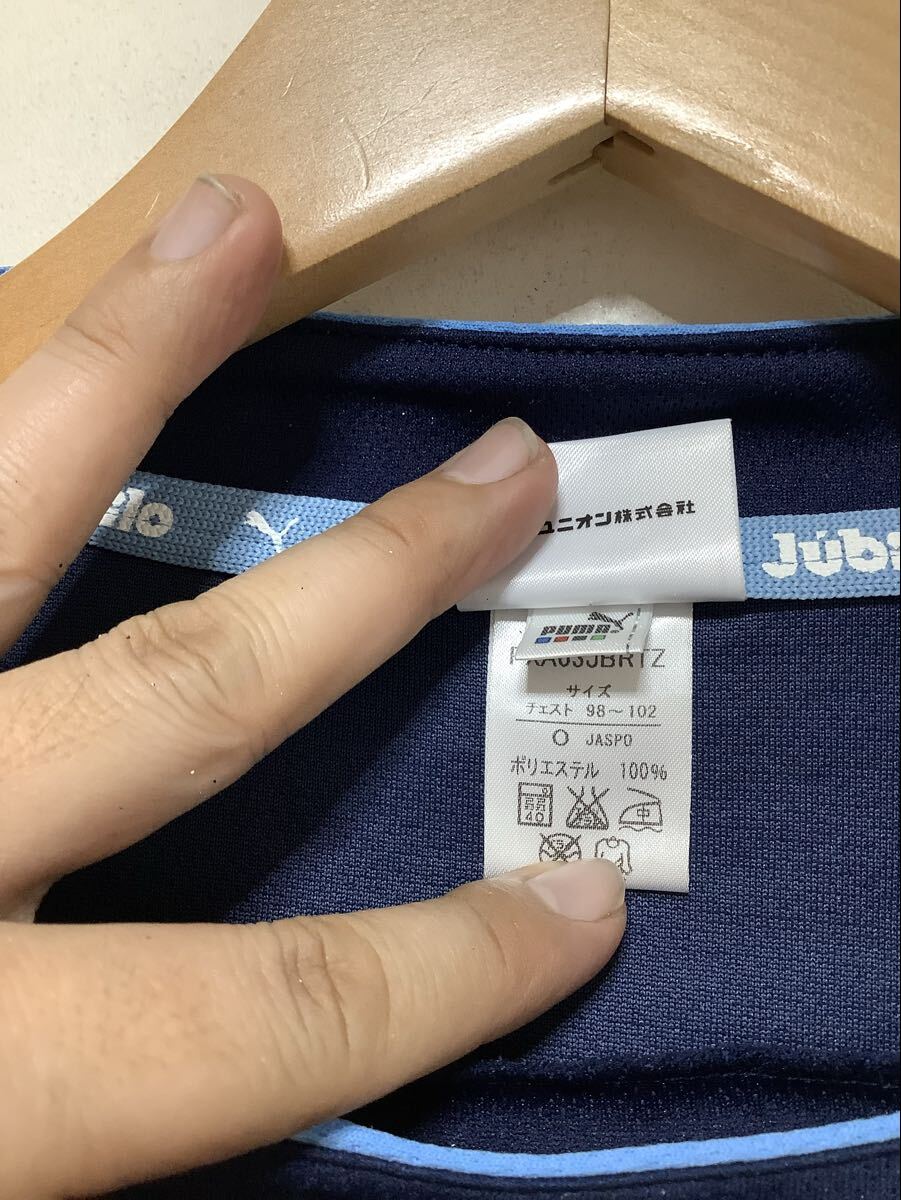 ユニオン株式会社
puma
サイズ
チェスト 98～102
O JASPO
ポリエステル 100%
40
中